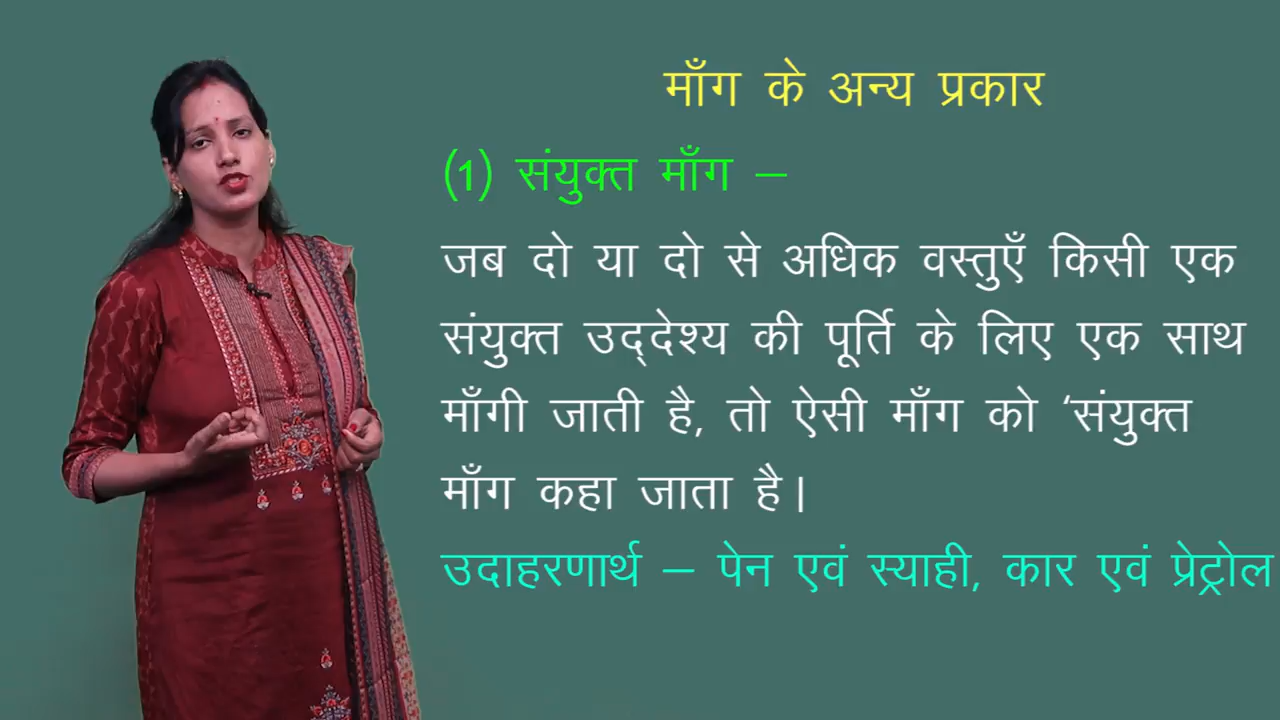 माँग के अन्य प्रकार
(1) संयुक्त माँग –
जब दो या दो से अधिक वस्तुएँ किसी एक
संयुक्त उद्‌देश्य की पूर्ति के लिए एक साथ
माँगी जाती है, तो ऐसी माँग को ‘संयुक्त
माँग कहा जाता है।
उदाहरणार्थ – पेन एवं स्याही, कार एवं प्रेट्रोल